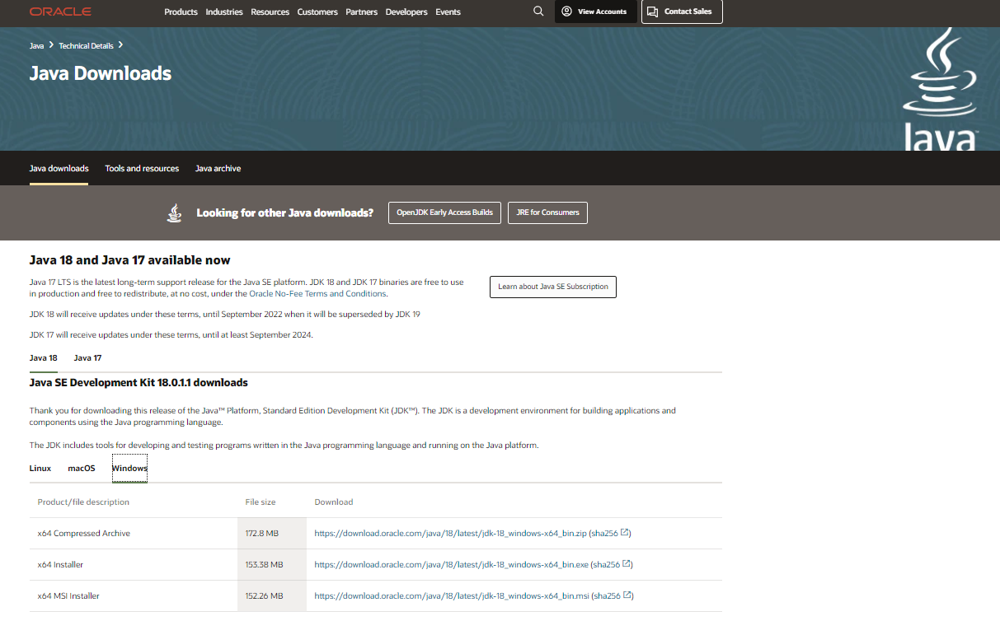 ORACLE
Products Industries Resources Customers Partners Developers Events
View Accounts
Contact Sales
Java > Technical Details >
Java Downloads
Java™
Java downloads Tools and resources Java archive
Looking for other Java downloads?
OpenJDK Early Access Builds
JRE for Consumers
Java 18 and Java 17 available now
Java 17 LTS is the latest long-term support release for the Java SE platform. JDK 18 and JDK 17 binaries are free to use
in production and free to redistribute, at no cost, under the Oracle No-Fee Terms and Conditions.
Learn about Java SE Subscription
JDK 18 will receive updates under these terms, until September 2022 when it will be superseded by JDK 19
JDK 17 will receive updates under these terms, until at least September 2024.
Java 18 Java 17
Java SE Development Kit 18.0.1.1 downloads
Thank you for downloading this release of the Java™ Platform, Standard Edition Development Kit (JDK™). The JDK is a development environment for building applications and
components using the Java programming language.
The JDK includes tools for developing and testing programs written in the Java programming language and running on the Java platform.
Linux macOS Windows
Product/file description File size Download
x64 Compressed Archive 172.8 MB https://download.oracle.com/java/18/latest/jdk-18_windows-x64_bin.zip (sha256)
x64 Installer 153.38 MB https://download.oracle.com/java/18/latest/jdk-18_windows-x64_bin.exe (sha256)
x64 MSI Installer 152.26 MB https://download.oracle.com/java/18/latest/jdk-18_windows-x64_bin.msi (sha256)